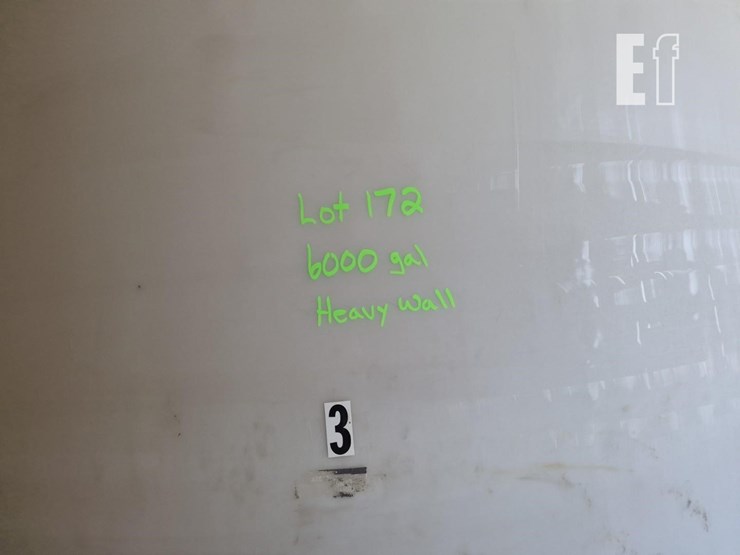 Ef
Lot 172
6000 gal
Heavy Wall
3